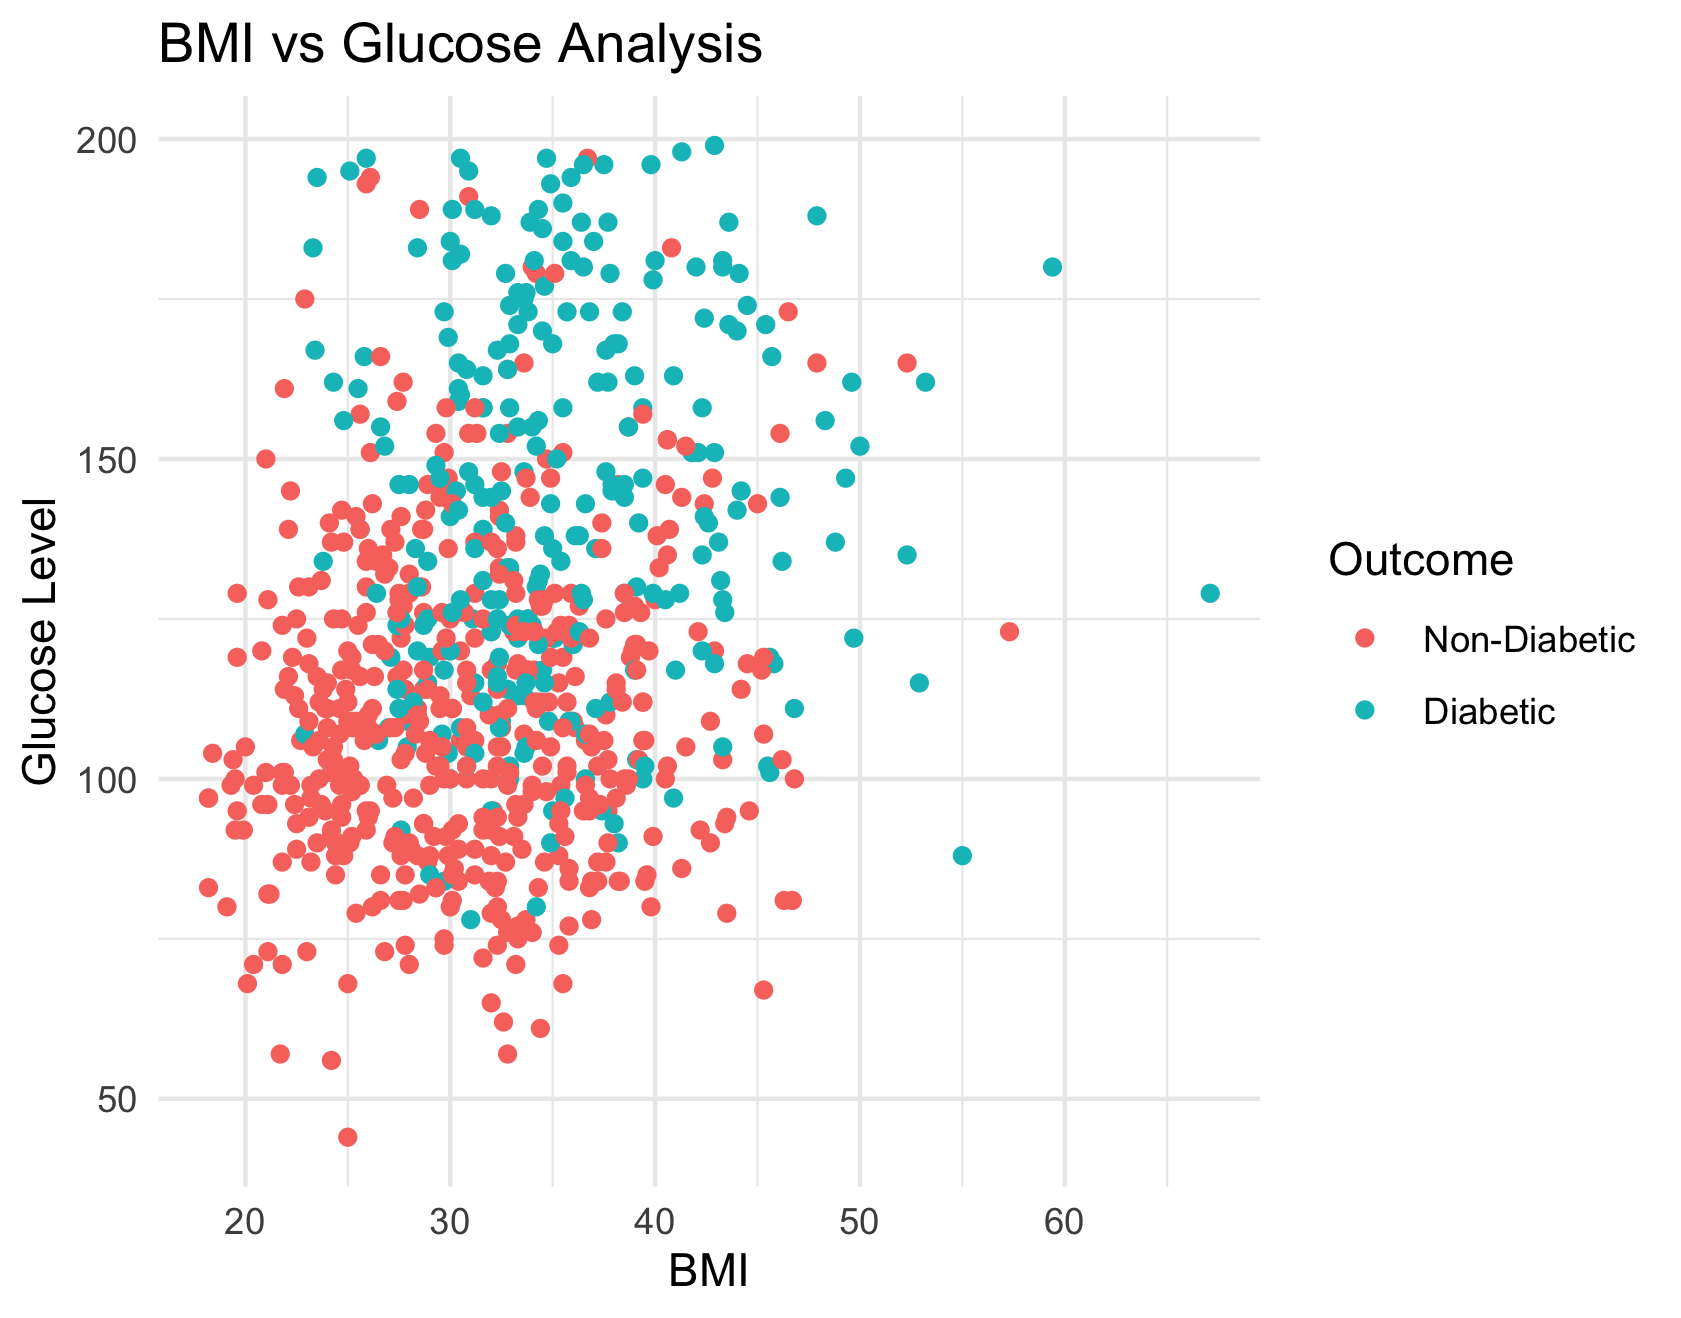 BMI vs Glucose Analysis
200
150
100
50
Glucose Level
20 30 40 50 60
BMI
Outcome
Non-Diabetic
Diabetic